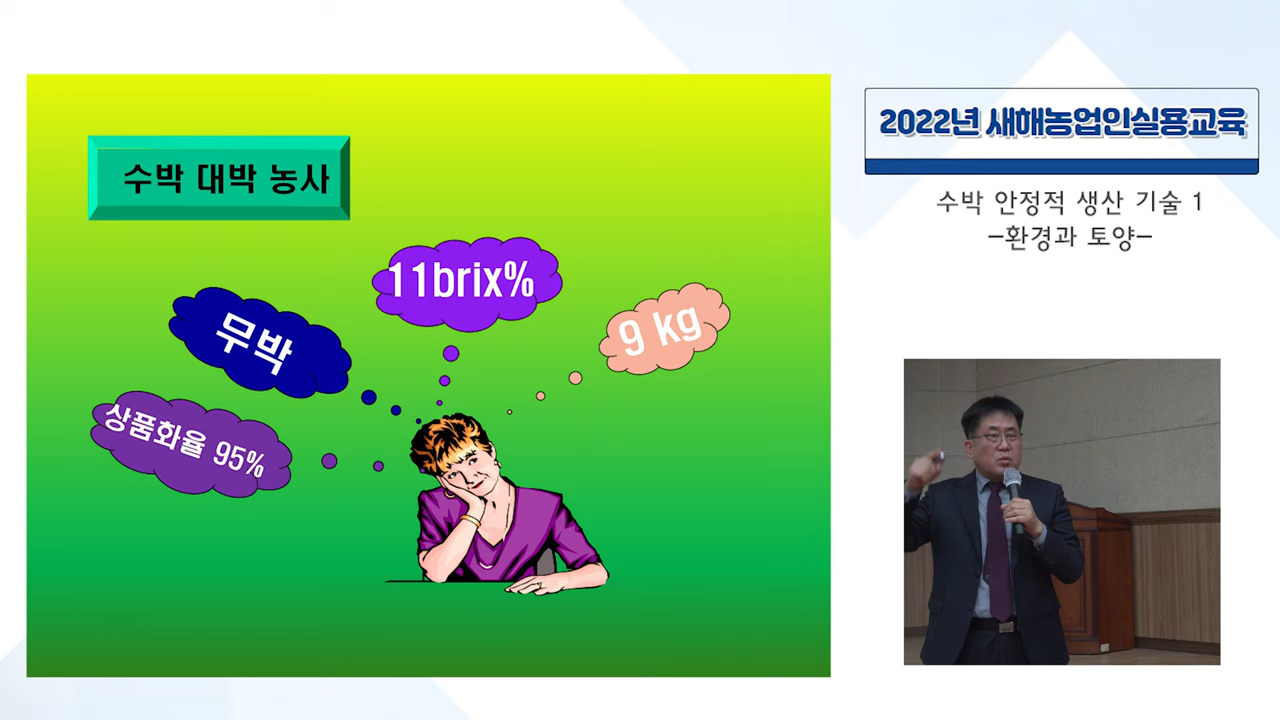 수박 대박 농사
11brix%
무박
9 kg
상품화율 95%
2022년 새해농업인실용교육
수박 안정적 생산 기술 1
-환경과 토양-